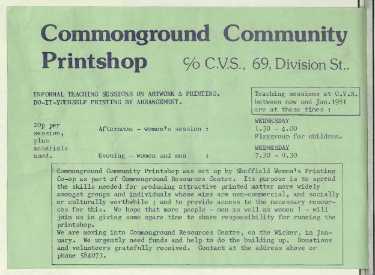 Commonground Community
Printshop c/o C.V.S., 69, Division St..
INFORMAL TEACHING SESSIONS ON ARTWORK & PRINTING.
DO-IT-YOURSELF PRINTING BY ARRANGEMENT.
Teaching sessions at C.V.S.
between now and Jan.1981
are at these times :
20p per
session,
plus
materials
used.
Afternoon - women's session :
WEDNESDAY
1.30 - 4.00
Playgroup for children.
Evening - women and men :
WEDNESDAY
7.30 - 9.30
Commonground Community Printshop was set up by Sheffield Women's Printing
Co-op as part of Commonground Resources Centre. Its purpose is to spread
the skills needed for producing attractive printed matter more widely
amongst groups and individuals whose aims are non-commercial, and socially
or culturally worthwhile ; and to provide access to the necessary resour-
ces for this. We hope that more people - men as well as women ! - will
join us in giving some spare time to share responsibility for running the
printshop.
We are moving into Commonground Resources Centre, on the Wicker, in Jan-
uary. We urgently need funds and help to do the building up. Donations
and volunteers gratefully received. Contact at the address above or
phone